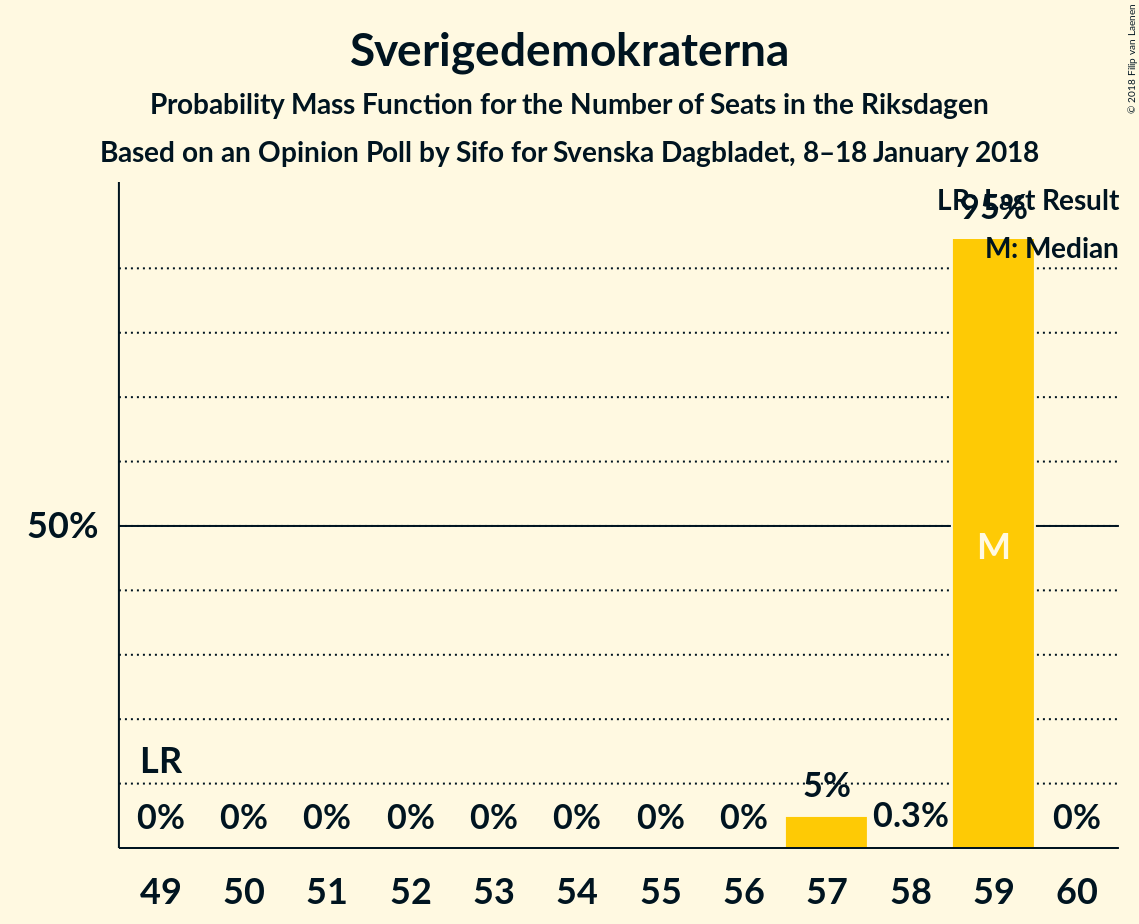 Sverigedemokraterna
Probability Mass Function for the Number of Seats in the Riksdagen
Based on an Opinion Poll by Sifo for Svenska Dagbladet, 8–18 January 2018
© 2018 Filip van Laenen
LR: Last Result
95%
M: Median
50%
M
LR
0% 0% 0% 0% 0% 0% 0% 0% 5% 0.3% 0%
49 50 51 52 53 54 55 56 57 58 59 60